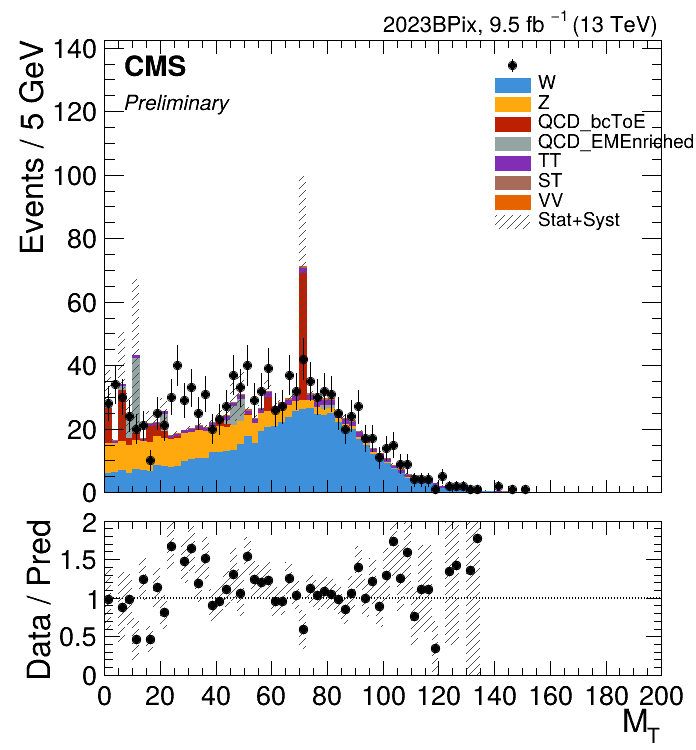 2023BPix, 9.5 fb ⁻¹ (13 TeV)
CMS
Preliminary
W
Z
QCD_bcToE
QCD_EMEnriched
TT
ST
VV
Stat+Syst
Events / 5 GeV
140
120
100
80
60
40
20
0
Data / Pred
2
1.5
1
0.5
0
0 20 40 60 80 100 120 140 160 180 200
M_T